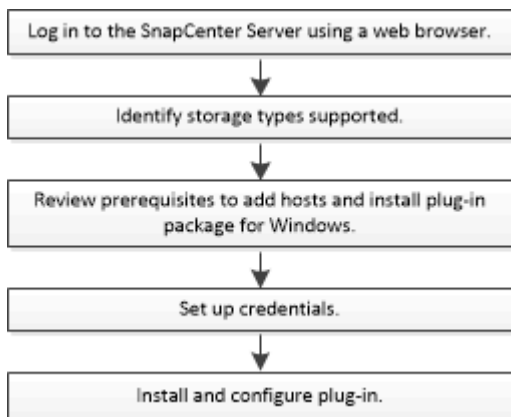 Log in to the SnapCenter Server using a web browser.
Identify storage types supported.
Review prerequisites to add hosts and install plug-in
package for Windows.
Set up credentials.
Install and configure plug-in.